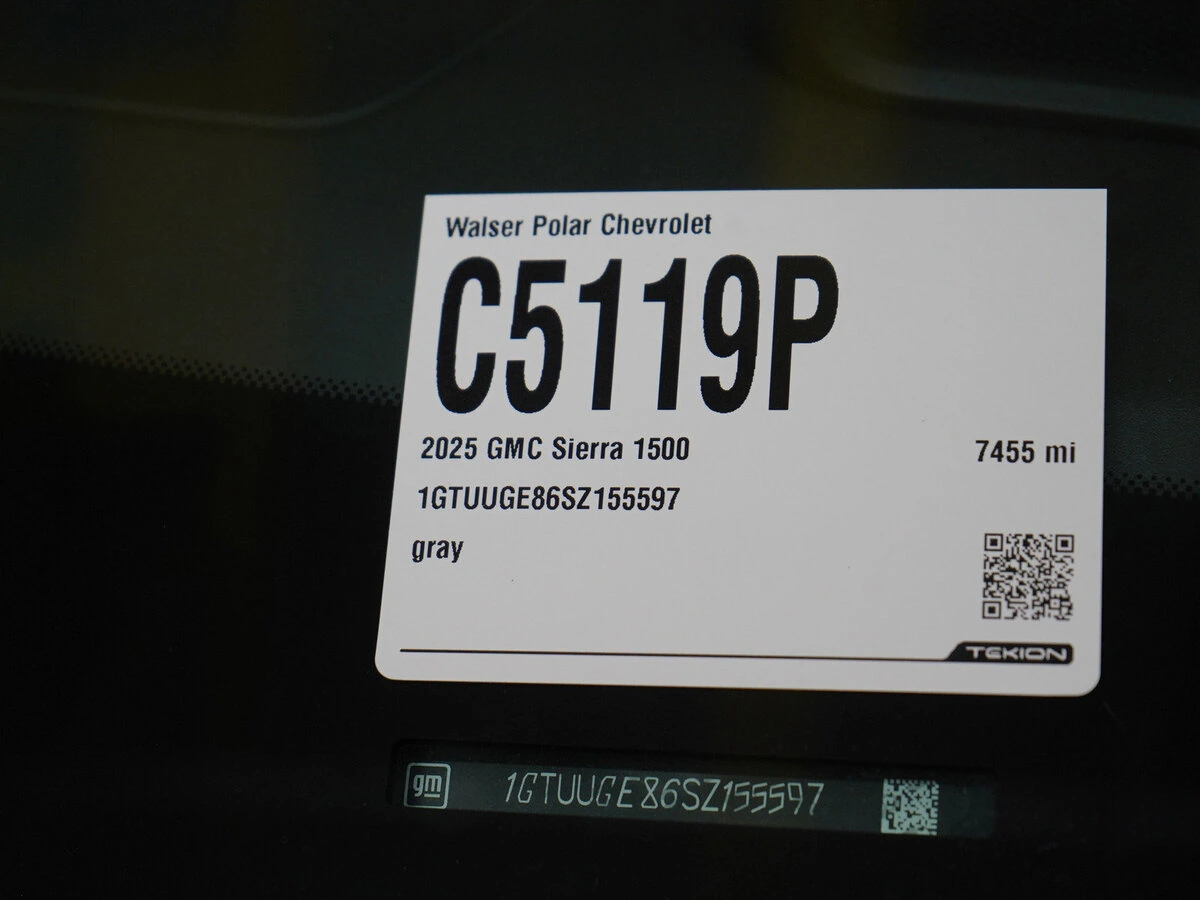 Walser Polar Chevrolet
C5119P
2025 GMC Sierra 1500
7455 mi
1GTUUGE86SZ155597
gray
TEKION
gm 1GTUUGE86SZ155597